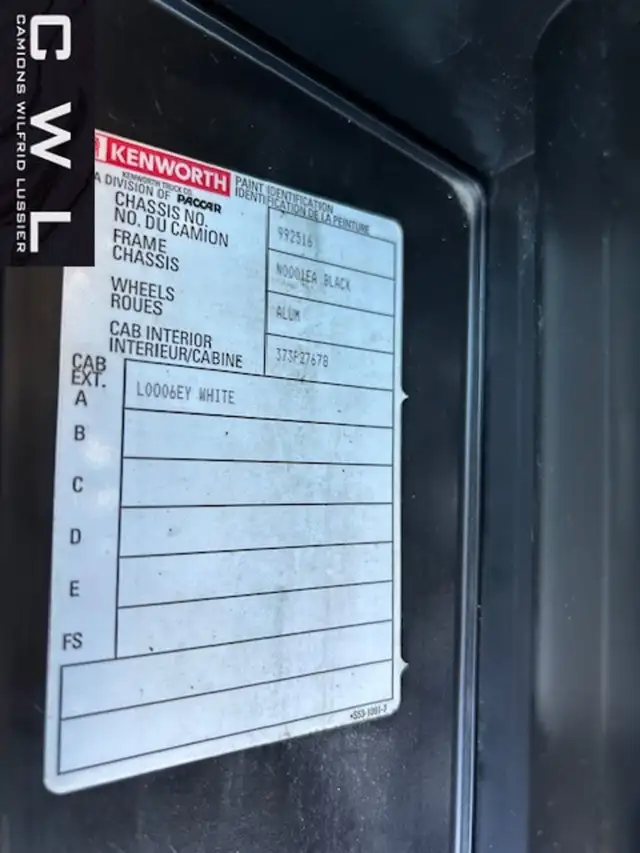 CWL
CAMIONS WILFRID LUSSIER
KENWORTH
KENWORTH TRUCK CO.
A DIVISION OF PACCAR
PAINT IDENTIFICATION
IDENTIFICATION DE LA PEINTURE
CHASSIS NO.
NO. DU CAMION
992516
FRAME
CHASSIS
N0001EA BLACK
WHEELS
ROUES
ALUM
CAB INTERIOR
INTERIEUR/CABINE
373P27678
CAB
EXT.
A
L0006EY WHITE
B
C
D
E
FS